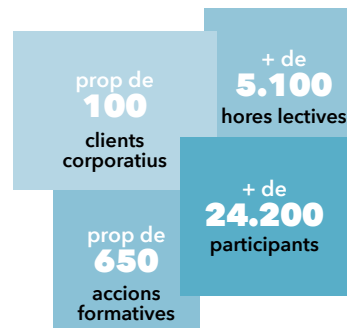 prop de
100
clients
corporatius
+ de
5.100
hores lectives
+ de
24.200
participants
prop de
650
accions
formatives